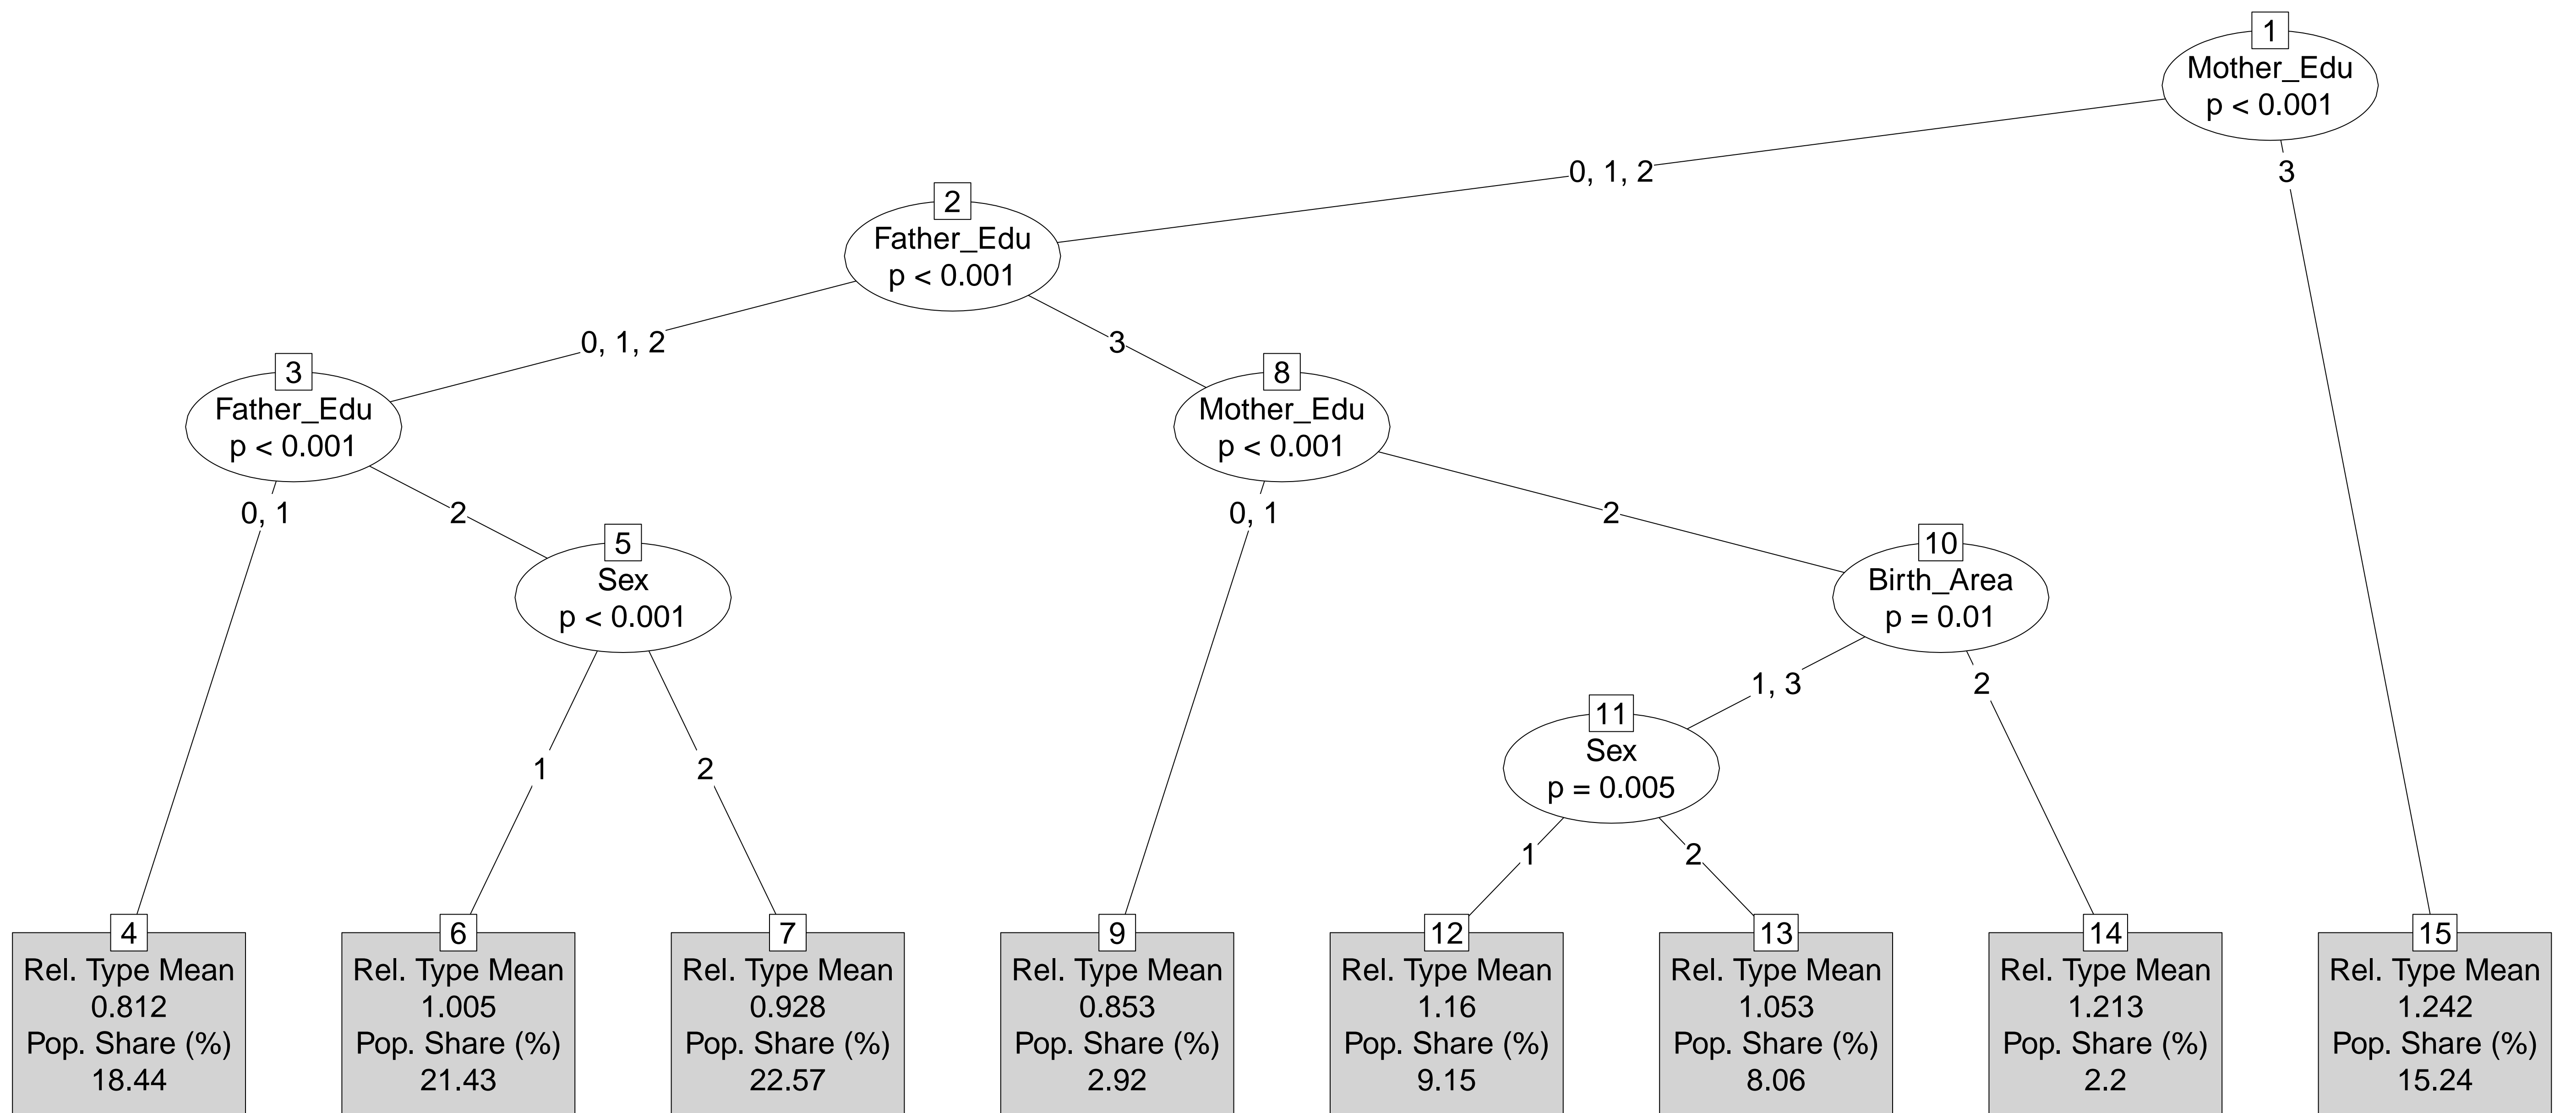 1
Mother_Edu
p < 0.001
0, 1, 2
3
2
Father_Edu
p < 0.001
0, 1, 2
3
3
Father_Edu
p < 0.001
8
Mother_Edu
p < 0.001
0, 1
2
0, 1
2
5
Sex
p < 0.001
10
Birth_Area
p = 0.01
1, 3
2
11
Sex
p = 0.005
1
2
1
2
4
Rel. Type Mean
0.812
Pop. Share (%)
18.44
6
Rel. Type Mean
1.005
Pop. Share (%)
21.43
7
Rel. Type Mean
0.928
Pop. Share (%)
22.57
9
Rel. Type Mean
0.853
Pop. Share (%)
2.92
12
Rel. Type Mean
1.16
Pop. Share (%)
9.15
13
Rel. Type Mean
1.053
Pop. Share (%)
8.06
14
Rel. Type Mean
1.213
Pop. Share (%)
2.2
15
Rel. Type Mean
1.242
Pop. Share (%)
15.24